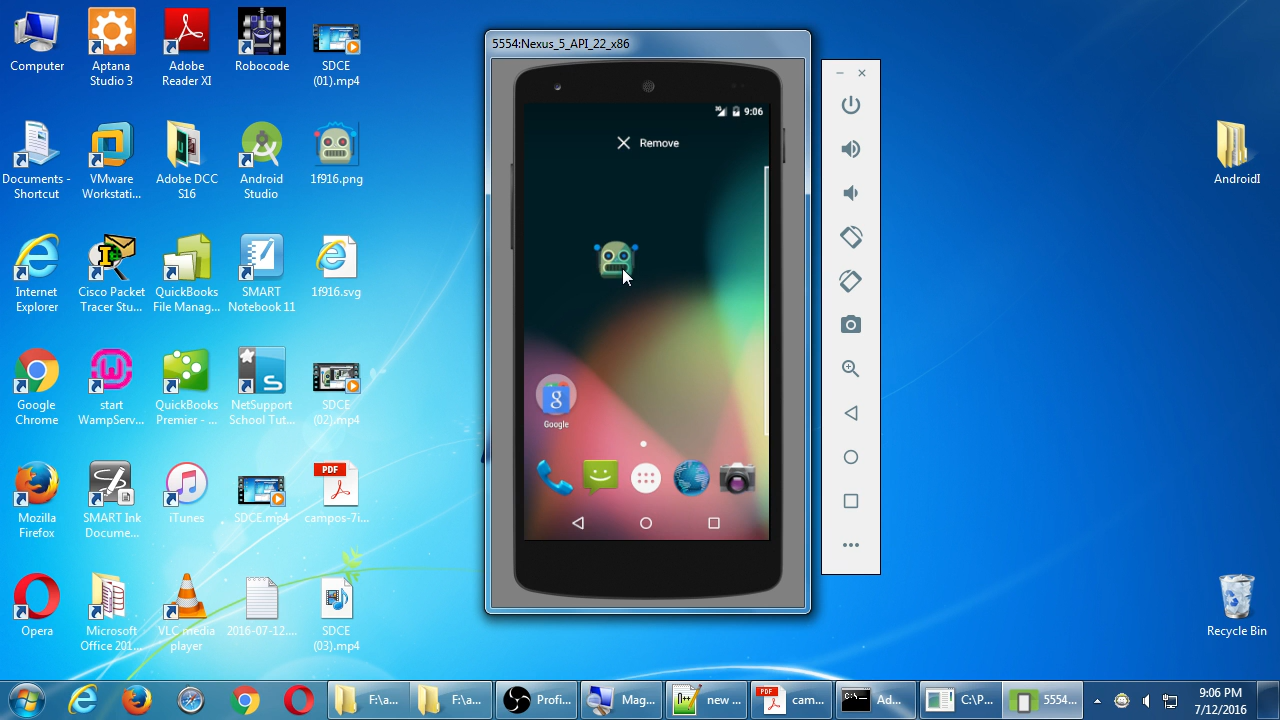 Computer
Aptana
Studio 3
Adobe
Reader XI
Robocode
SDCE
(01).mp4
Documents -
Shortcut
VMware
Workstati...
Adobe DCC
S16
Android
Studio
1f916.png
Internet
Explorer
Cisco Packet
Tracer Stu...
QuickBooks
File Manag...
SMART
Notebook 11
1f916.svg
Google
Chrome
start
WampServ...
QuickBooks
Premier - ...
NetSupport
School Tut...
SDCE
(02).mp4
Mozilla
Firefox
SMART Ink
Docume...
iTunes
SDCE.mp4
PDF
campos-7i...
Opera
Microsoft
Office 201...
VLC media
player
2016-07-12....
SDCE
(03).mp4
5554:Nexus_5_API_22_x86
3G
9:06
Remove
Google
AndroidI
Recycle Bin
F:\a...
F:\a...
Profi...
Mag...
new ...
PDF
cam...
Ad...
C:\P...
5554...
9:06 PM
7/12/2016